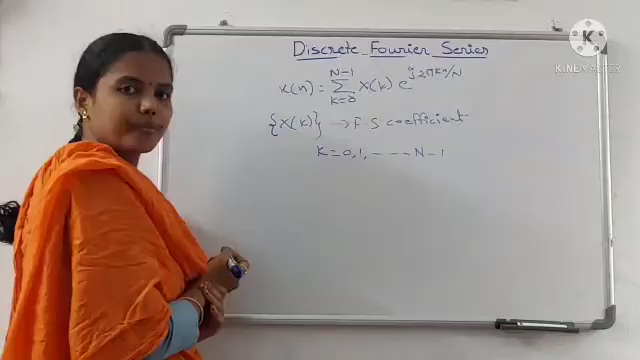 Discrete Fourier Series
x(n) = N-1 ∑ k=0 X(k) e^j2πkn/N
{X(k)} → F.S coefficient
K = 0, 1, - - - - N-1
K
KINEMASTER